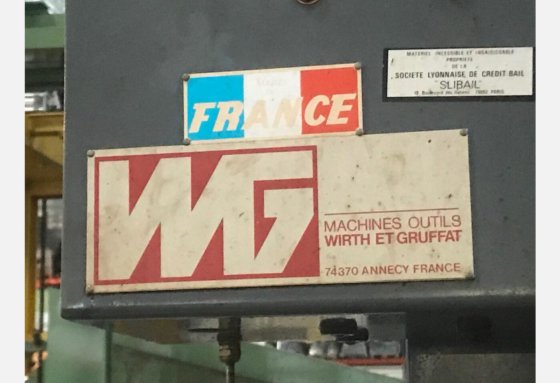 MATERIEL INCESSIBLE ET INSAISISSABLE
PROPRIETE
DE LA
SOCIETE LYONNAISE DE CREDIT-BAIL
"SLIBAIL"
PARIS
FRANCE
WG
MACHINES OUTILS
WIRTH ET GRUFFAT
74370 ANNECY FRANCE